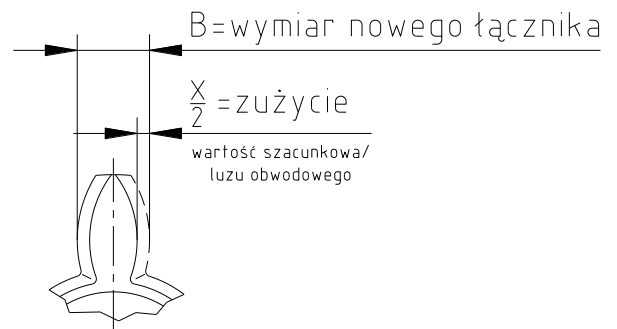 B=wymiar nowego łącznika
X/2 =zużycie
wartość szacunkowa/
luzu obwodowego